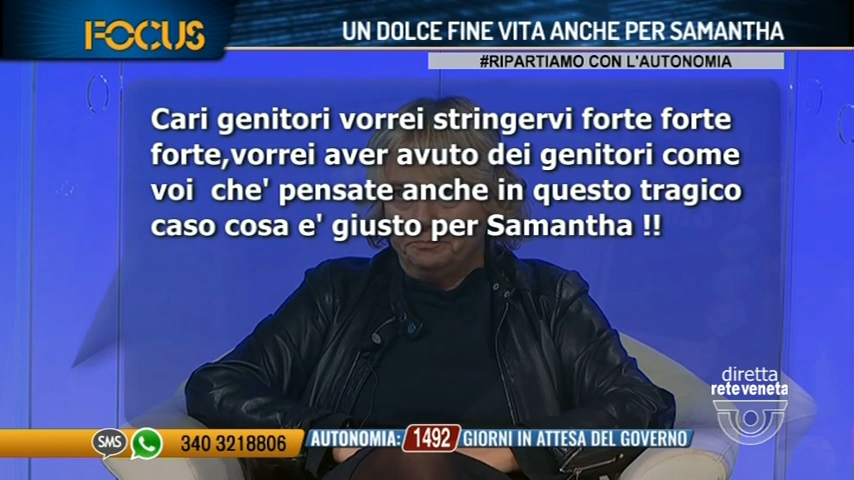 FOCUS
UN DOLCE FINE VITA ANCHE PER SAMANTHA
#RIPARTIAMO CON L'AUTONOMIA
Cari genitori vorrei stringervi forte forte
forte,vorrei aver avuto dei genitori come
voi  che' pensate anche in questo tragico
caso cosa e' giusto per Samantha !!
diretta
reteveneta
SMS 340 3218806 AUTONOMIA: 1492 GIORNI IN ATTESA DEL GOVERNO